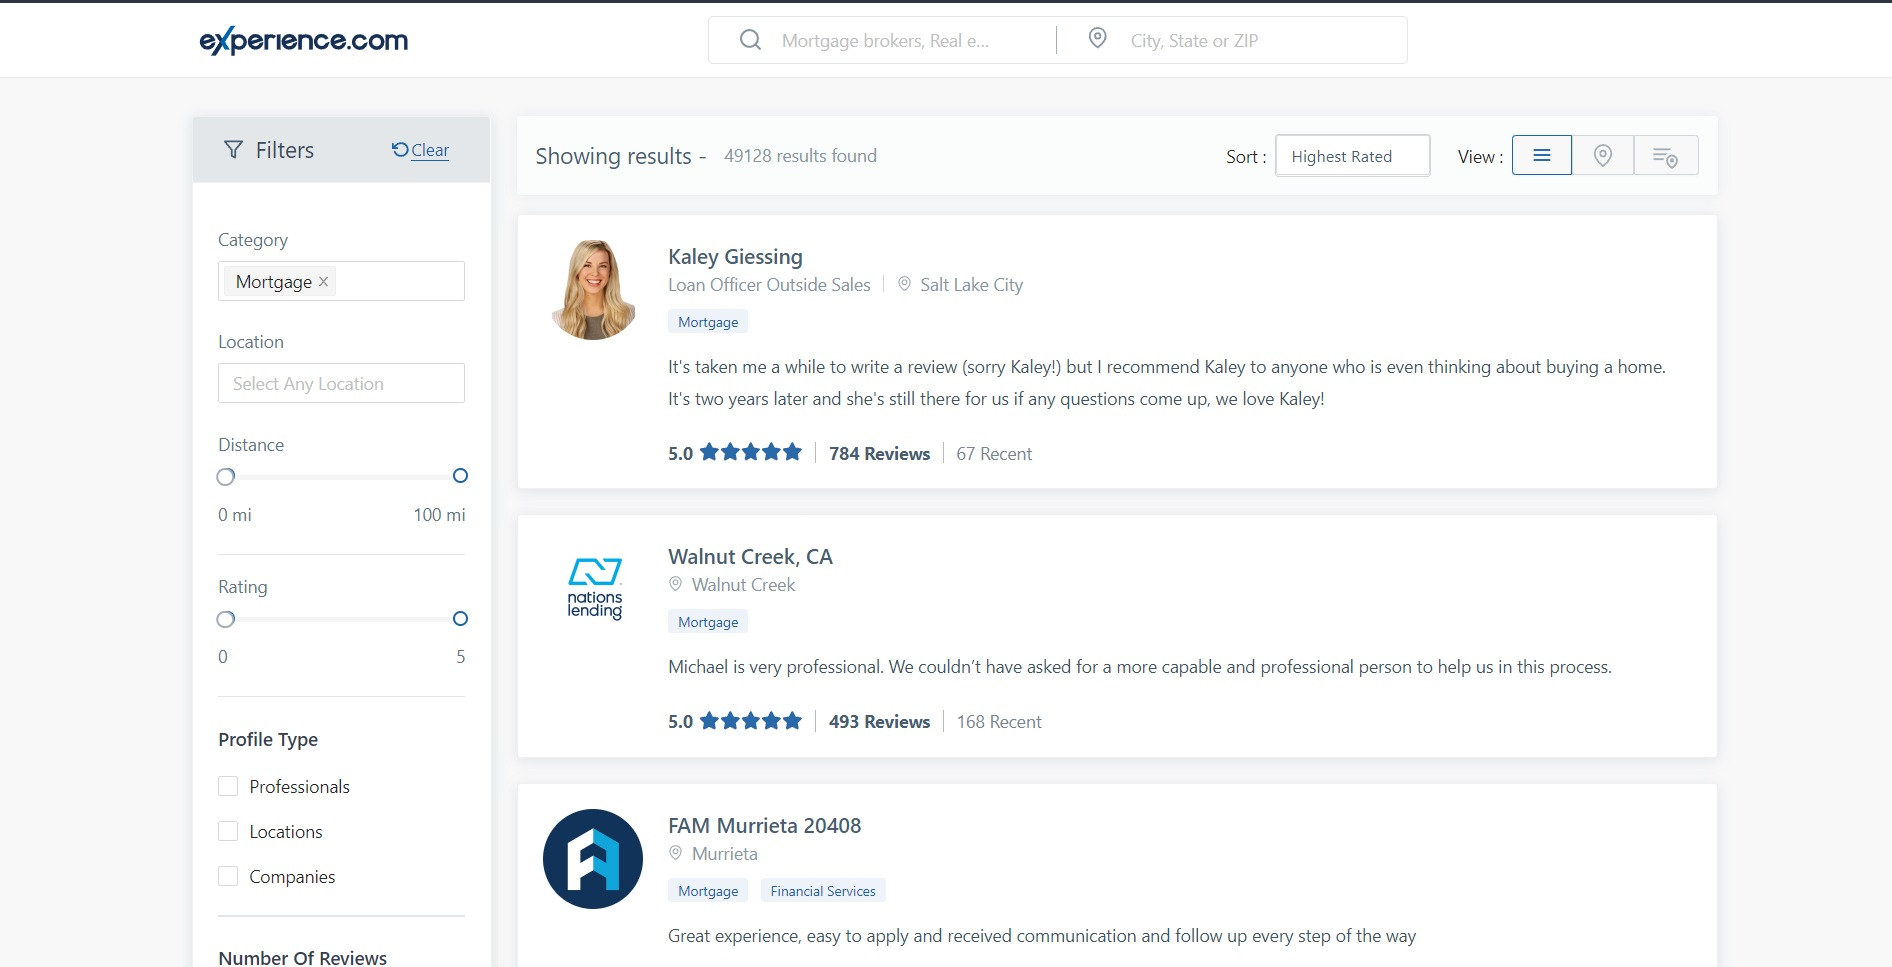 experience.com
Mortgage brokers, Real e...
City, State or ZIP
Filters
Clear
Category
Mortgage
Location
Select Any Location
Distance
0 mi
100 mi
Rating
0
5
Profile Type
Professionals
Locations
Companies
Number Of Reviews
Showing results -
49128 results found
Sort :
Highest Rated
View :
Kaley Giessing
Loan Officer Outside Sales
Salt Lake City
Mortgage
It's taken me a while to write a review (sorry Kaley!) but I recommend Kaley to anyone who is even thinking about buying a home.
It's two years later and she's still there for us if any questions come up, we love Kaley!
5.0
784 Reviews
67 Recent
nations
lending
Walnut Creek, CA
Walnut Creek
Mortgage
Michael is very professional. We couldn’t have asked for a more capable and professional person to help us in this process.
5.0
493 Reviews
168 Recent
FAM Murrieta 20408
Murrieta
Mortgage
Financial Services
Great experience, easy to apply and received communication and follow up every step of the way